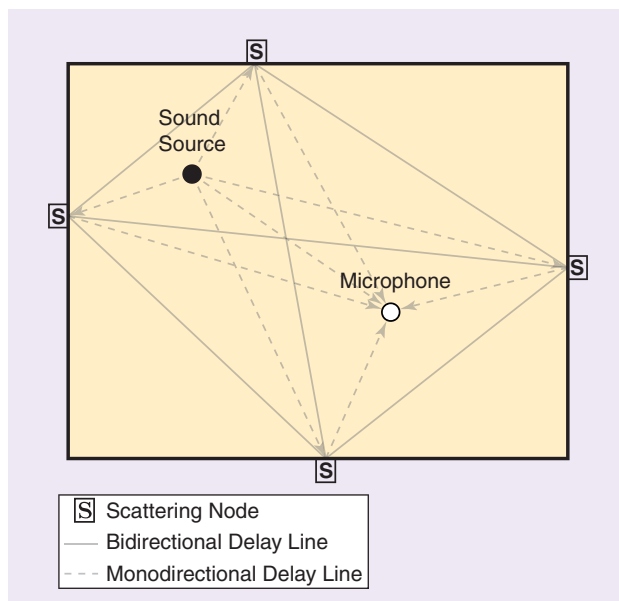 S
Sound
Source
S
Microphone
S
S
S Scattering Node
Bidirectional Delay Line
Monodirectional Delay Line